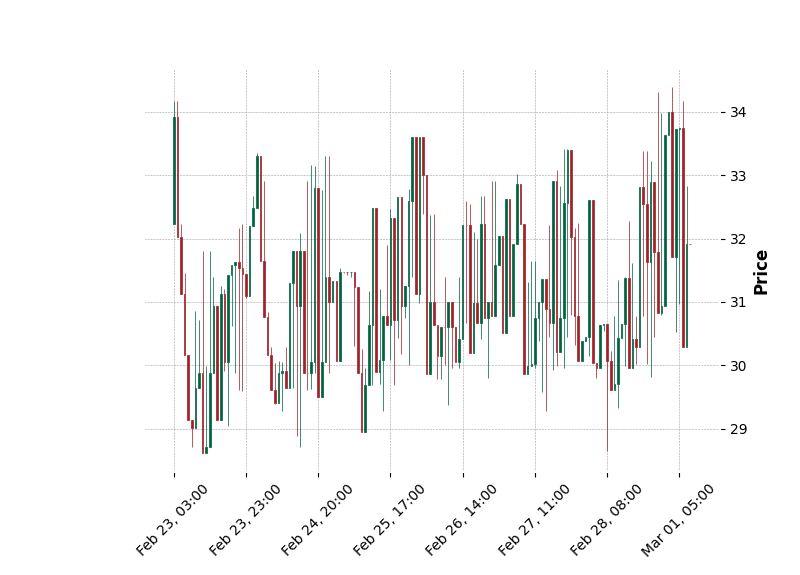 34
33
32
31
30
29
Price
Feb 23, 03:00
Feb 23, 23:00
Feb 24, 20:00
Feb 25, 17:00
Feb 26, 14:00
Feb 27, 11:00
Feb 28, 08:00
Mar 01, 05:00